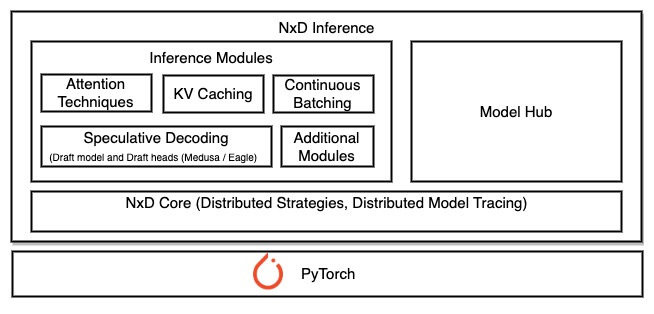 NxD Inference
Inference Modules
Attention
Techniques
KV Caching
Continuous
Batching
Speculative Decoding
(Draft model and Draft heads (Medusa / Eagle)
Additional
Modules
Model Hub
NxD Core (Distributed Strategies, Distributed Model Tracing)
PyTorch